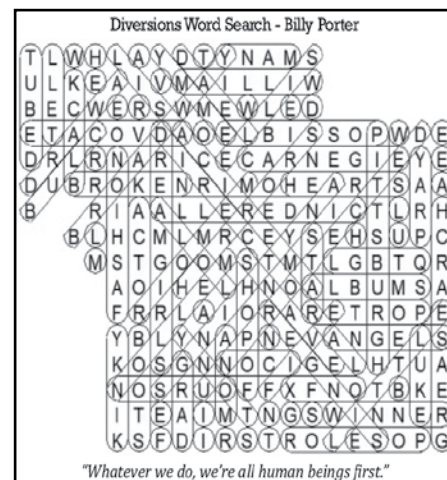 Diversions Word Search - Billy Porter
T L W H L A Y D T Y N A M S
U L K E A I V M A I L L I W
B E C W E R S W M E W L E D
E T A C O V D A O E L B I S S O P W D E
D R L R N A R I C E C A R N E G I E Y E
D U B R O K E N R I M O H E A R T S A A
B R I A A L L E R E D N I C T L R H
B L H C M L M R C E Y S E H S U P C
M S T G O O M S T M T L G B T Q R
A O I H E L H N O A L B U M S A
F R R L A I O R A R E T R O P E
Y B L Y N A P N E V A N G E L S
K O S G N N O C I G E L H T U A
N O S R U O F F X F N O T B K E
I T E A I M T N G S W I N N E R
K S F D I R S T R O L E S O P G
"Whatever we do, we're all human beings first."